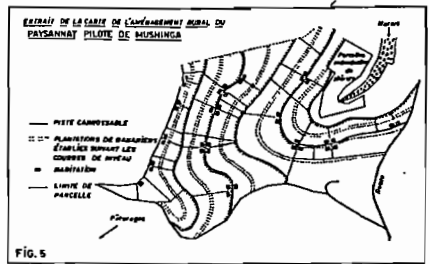 EXTRAIT DE LA CARTE DE L'AMÉNAGEMENT RURAL DU
PAYSANNAT PILOTE DE MUSHINGA
Marais
PISTE CARROSSABLE
PLANTATIONS DE BANANIERS
ÉTABLIES SUIVANT LES
COURBES DE NIVEAU
HABITATION
LIMITE DE
PARCELLE
Pâturages
FIG. 5